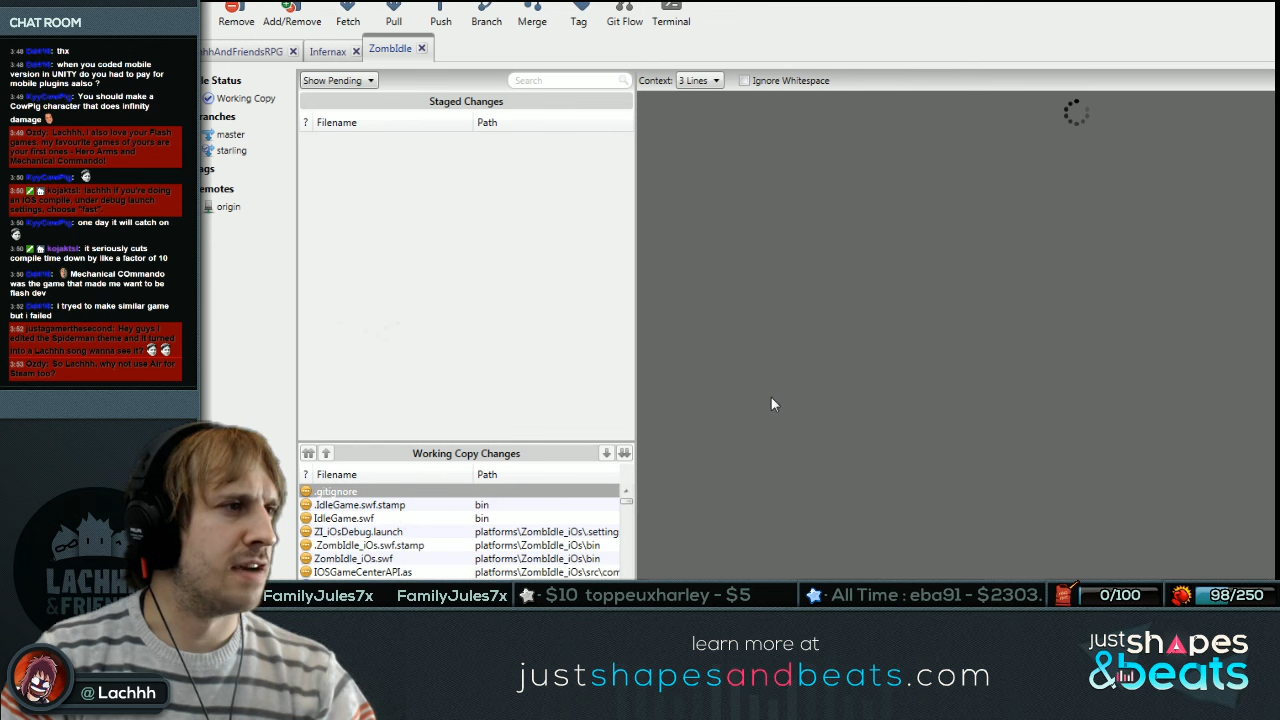 CHAT ROOM
3:48 thx
3:48 when you coded mobile
version in UNITY do you had to pay for
mobile plugins aalso ?
3:49 KyyCowPig: You should make a
CowPig character that does infinity
damage
3:49 Ozdy: Lachhh, I also love your Flash
games, my favourite games of yours are
your first ones - Hero Arms and
Mechanical Commando!
3:50 KyyCowPig:
3:50 kojaktsl: lachhh if you're doing
an iOS compile, under debug launch
settings, choose "fast".
3:50 KyyCowPig: one day it will catch on
3:50 kojaktsl: it seriously cuts
compile time down by like a factor of 10
3:50 Mechanical COmmando
was the game that made me want to be
flash dev
3:52 I tryed to make similar game
but i failed
3:52 justagamerthesecond: Hey guys I
edited the Spiderman theme and it turned
into a Lachhh song wanna see it?
3:53 Ozdy: So Lachhh, why not use Air for
Steam too?
Remove Add/Remove Fetch Pull Push Branch Merge Tag Git Flow Terminal
hhAndFriendsRPG Infernax ZombIdle
le Status
Working Copy
ranches
master
starling
ags
emotes
origin
Show Pending Search
Staged Changes
? Filename Path
Context: 3 Lines Ignore Whitespace
Working Copy Changes
? Filename Path
.gitignore
.IdleGame.swf.stamp bin
IdleGame.swf bin
ZI_iOsDebug.launch platforms\ZombIdle_iOs\.setting
.ZombIdle_iOs.swf.stamp platforms\ZombIdle_iOs\bin
ZombIdle_iOs.swf platforms\ZombIdle_iOs\bin
IOSGameCenterAPI.as platforms\ZombIdle_iOs\src\com
LACHHH
& FRIENDS
FamilyJules7x FamilyJules7x - $10 toppeuxharley - $5 All Time : eba91 - $2303. 0/100 98/250
@ Lachhh
learn more at
justshapesandbeats.com
just
shapes
&beats